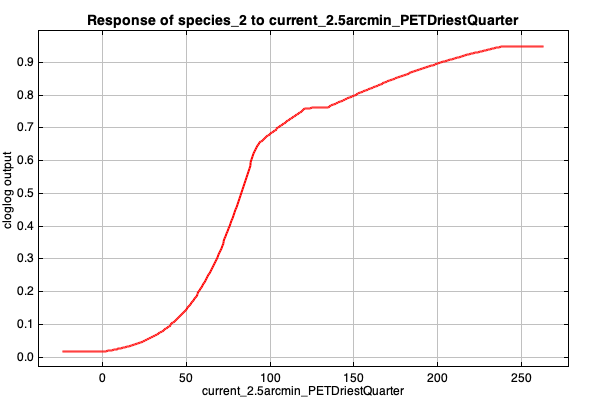 Response of species_2 to current_2.5arcmin_PETDriestQuarter
cloglog output
0.9
0.8
0.7
0.6
0.5
0.4
0.3
0.2
0.1
0.0
0 50 100 150 200 250
current_2.5arcmin_PETDriestQuarter